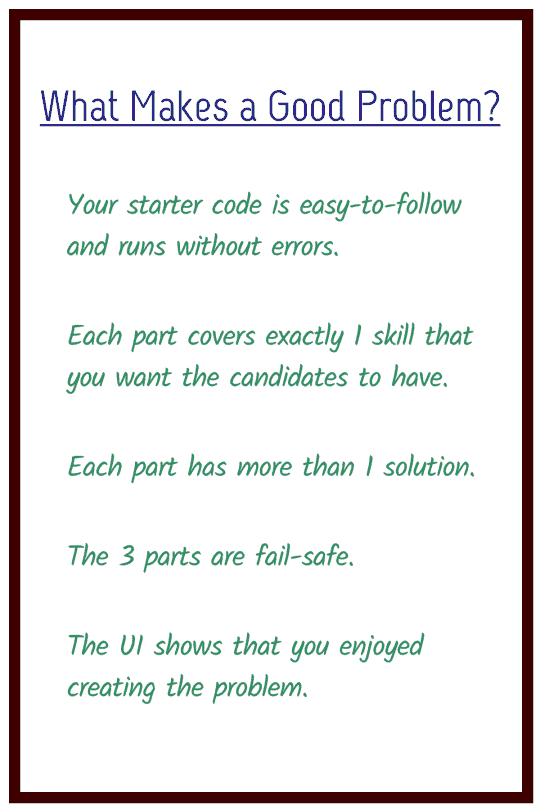 What Makes a Good Problem?
Your starter code is easy-to-follow
and runs without errors.
Each part covers exactly 1 skill that
you want the candidates to have.
Each part has more than 1 solution.
The 3 parts are fail-safe.
The UI shows that you enjoyed
creating the problem.